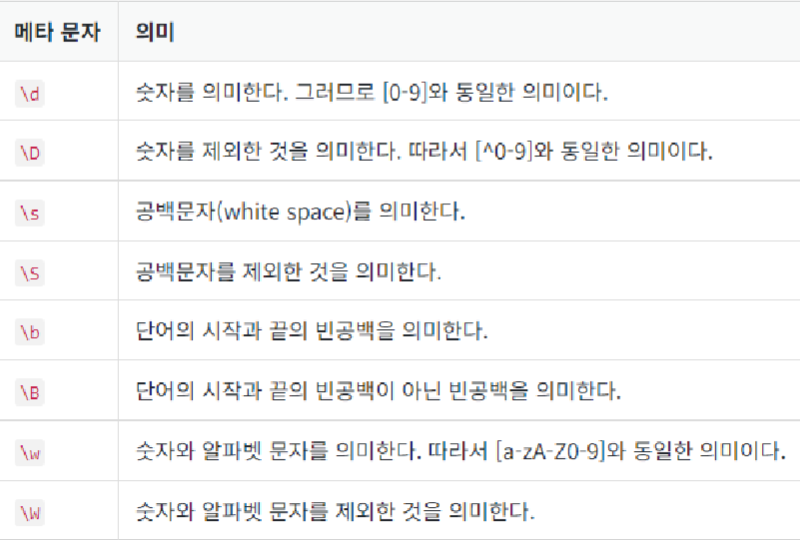 메타 문자 의미
\d 숫자를 의미한다. 그러므로 [0-9]와 동일한 의미이다.
\D 숫자를 제외한 것을 의미한다. 따라서 [^0-9]와 동일한 의미이다.
\s 공백문자(white space)를 의미한다.
\S 공백문자를 제외한 것을 의미한다.
\b 단어의 시작과 끝의 빈공백을 의미한다.
\B 단어의 시작과 끝의 빈공백이 아닌 빈공백을 의미한다.
\w 숫자와 알파벳 문자를 의미한다. 따라서 [a-zA-Z0-9]와 동일한 의미이다.
\W 숫자와 알파벳 문자를 제외한 것을 의미한다.